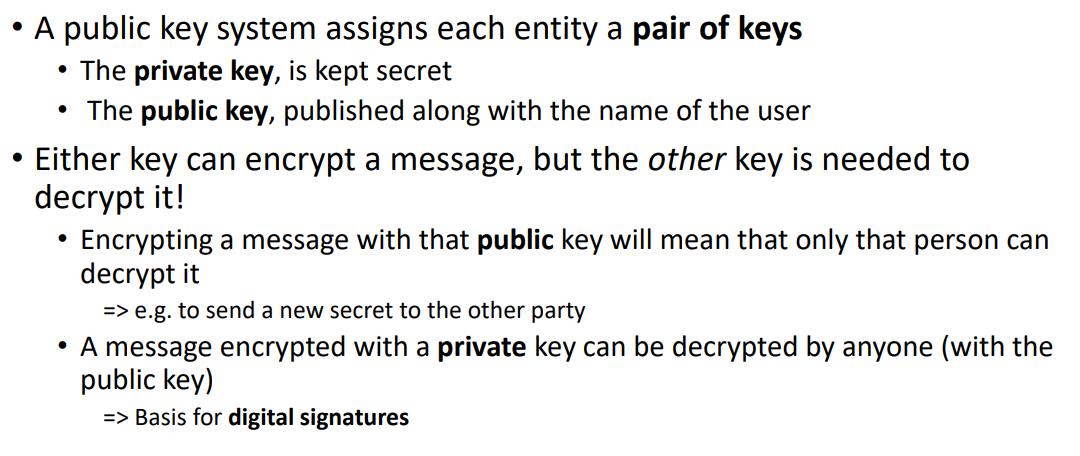 • A public key system assigns each entity a pair of keys
• The private key, is kept secret
• The public key, published along with the name of the user
• Either key can encrypt a message, but the other key is needed to
decrypt it!
• Encrypting a message with that public key will mean that only that person can
decrypt it
=> e.g. to send a new secret to the other party
• A message encrypted with a private key can be decrypted by anyone (with the
public key)
=> Basis for digital signatures